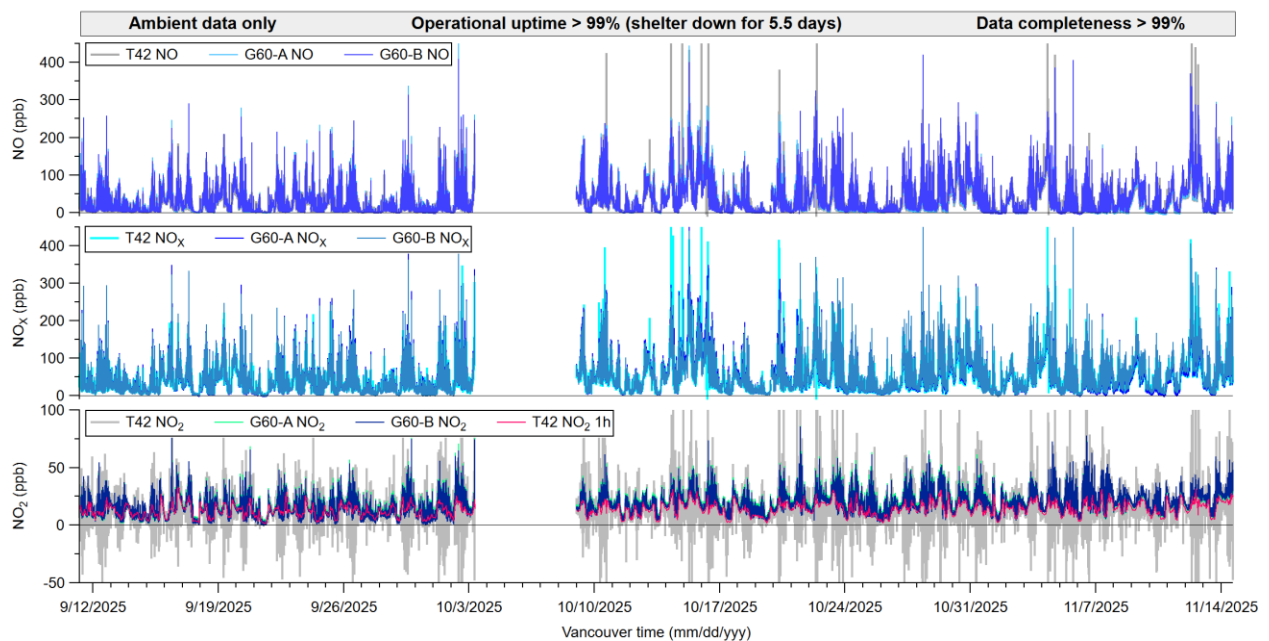 Ambient data only Operational uptime > 99% (shelter down for 5.5 days) Data completeness > 99%
T42 NO G60-A NO G60-B NO
400
300
200
100
0
NO (ppb)
T42 NOX G60-A NOX G60-B NOX
400
300
200
100
0
NOX (ppb)
T42 NO2 G60-A NO2 G60-B NO2 T42 NO2 1h
100
50
0
-50
NO2 (ppb)
9/12/2025 9/19/2025 9/26/2025 10/3/2025 10/10/2025 10/17/2025 10/24/2025 10/31/2025 11/7/2025 11/14/2025
Vancouver time (mm/dd/yyy)